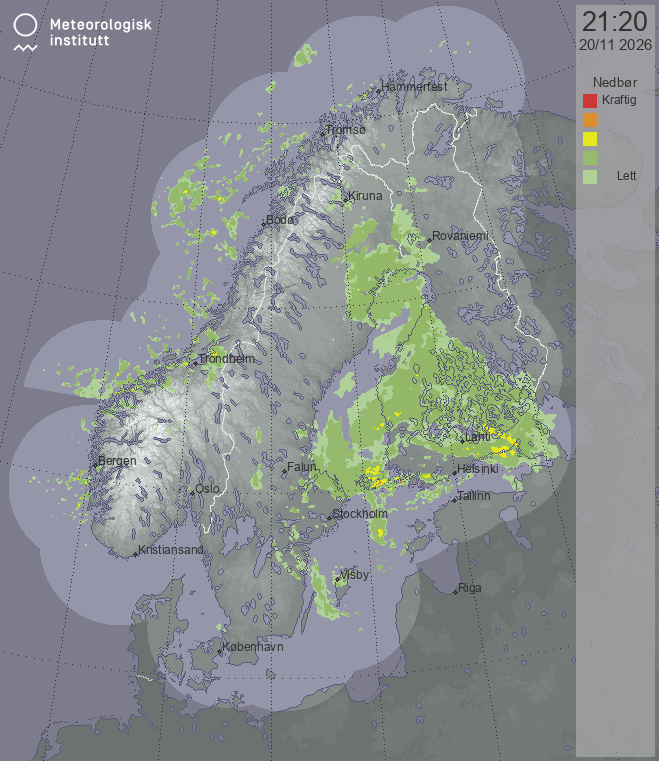 Meteorologisk
institutt
21:20
20/11 2026
Nedbør
Kraftig
Lett
Hammerfest
Tromsø
Kiruna
Bodø
Rovaniemi
Trondheim
Lahti
Bergen
Falun
Helsinki
Oslo
Tallinn
Stockholm
Kristiansand
Visby
Riga
København